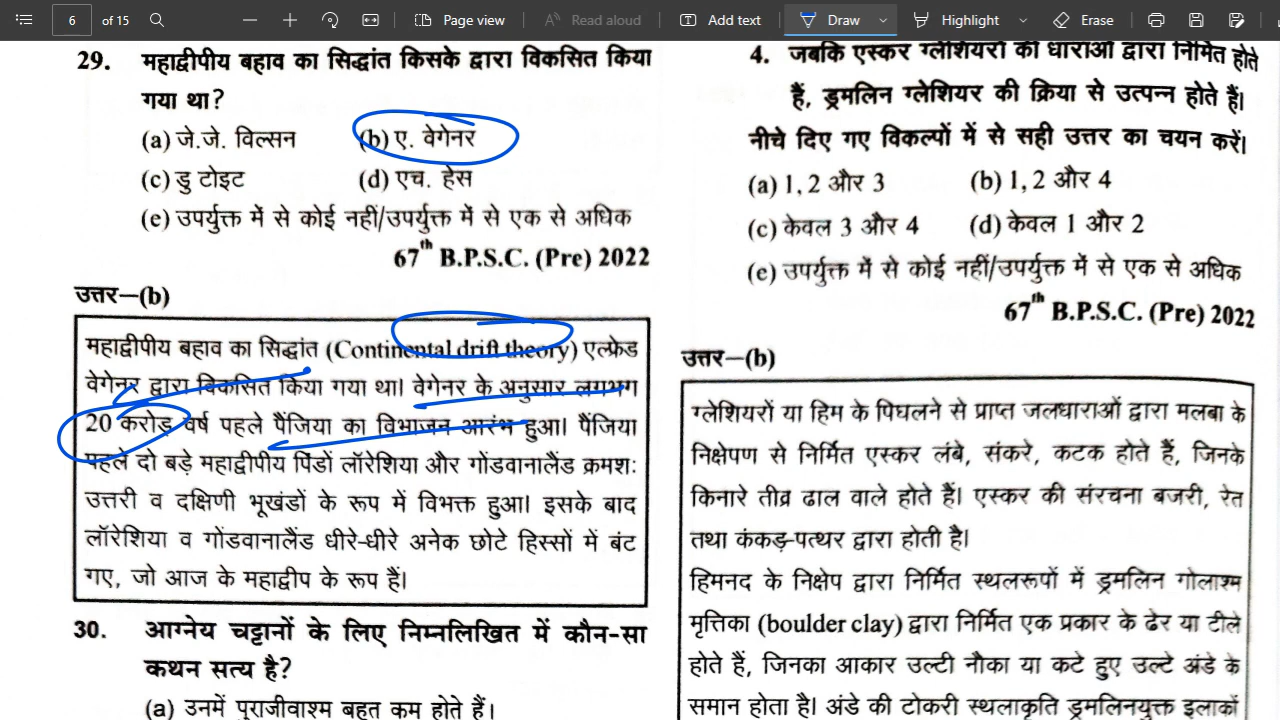 6 of 15 Page view Read aloud Add text Draw Highlight Erase
29. महाद्वीपीय बहाव का सिद्धांत किसके द्वारा विकसित किया
गया था?
(a) जे.जे. विल्सन (b) ए. वेगेनर
(c) डु टोइट (d) एच. हेस
(e) उपर्युक्त में से कोई नहीं/उपर्युक्त में से एक से अधिक
67th B.P.S.C. (Pre) 2022
उत्तर—(b)
महाद्वीपीय बहाव का सिद्धांत (Continental drift theory) एल्फ्रेड
वेगेनर द्वारा विकसित किया गया था। वेगेनर के अनुसार लगभग
20 करोड़ वर्ष पहले पैंजिया का विभाजन आरंभ हुआ। पैंजिया
पहले दो बड़े महाद्वीपीय पिंडों लॉरेशिया और गोंडवानालैंड क्रमशः
उत्तरी व दक्षिणी भूखंडों के रूप में विभक्त हुआ। इसके बाद
लॉरेशिया व गोंडवानालैंड धीरे-धीरे अनेक छोटे हिस्सों में बंट
गए, जो आज के महाद्वीप के रूप हैं।
30. आग्नेय चट्टानों के लिए निम्नलिखित में कौन-सा
कथन सत्य है?
(a) उनमें पुराजीवाश्म बहुत कम होते हैं।
4. जबकि एस्कर ग्लेशियरों की धाराओं द्वारा निर्मित होते
हैं, ड्रमलिन ग्लेशियर की क्रिया से उत्पन्न होते हैं।
नीचे दिए गए विकल्पों में से सही उत्तर का चयन करें।
(a) 1, 2 और 3 (b) 1, 2 और 4
(c) केवल 3 और 4 (d) केवल 1 और 2
(e) उपर्युक्त में से कोई नहीं/उपर्युक्त में से एक से अधिक
67th B.P.S.C. (Pre) 2022
उत्तर—(b)
ग्लेशियरों या हिम के पिघलने से प्राप्त जलधाराओं द्वारा मलबा के
निक्षेपण से निर्मित एस्कर लंबे, संकरे, कटक होते हैं, जिनके
किनारे तीव्र ढाल वाले होते हैं। एस्कर की संरचना बजरी, रेत
तथा कंकड़-पत्थर द्वारा होती है।
हिमनद के निक्षेप द्वारा निर्मित स्थलरूपों में ड्रमलिन गोलाश्म
मृत्तिका (boulder clay) द्वारा निर्मित एक प्रकार के ढेर या टीले
होते हैं, जिनका आकार उल्टी नौका या कटे हुए उल्टे अंडे के
समान होता है। अंडे की टोकरी स्थलाकृति ड्रमलिनयुक्त इलाकों